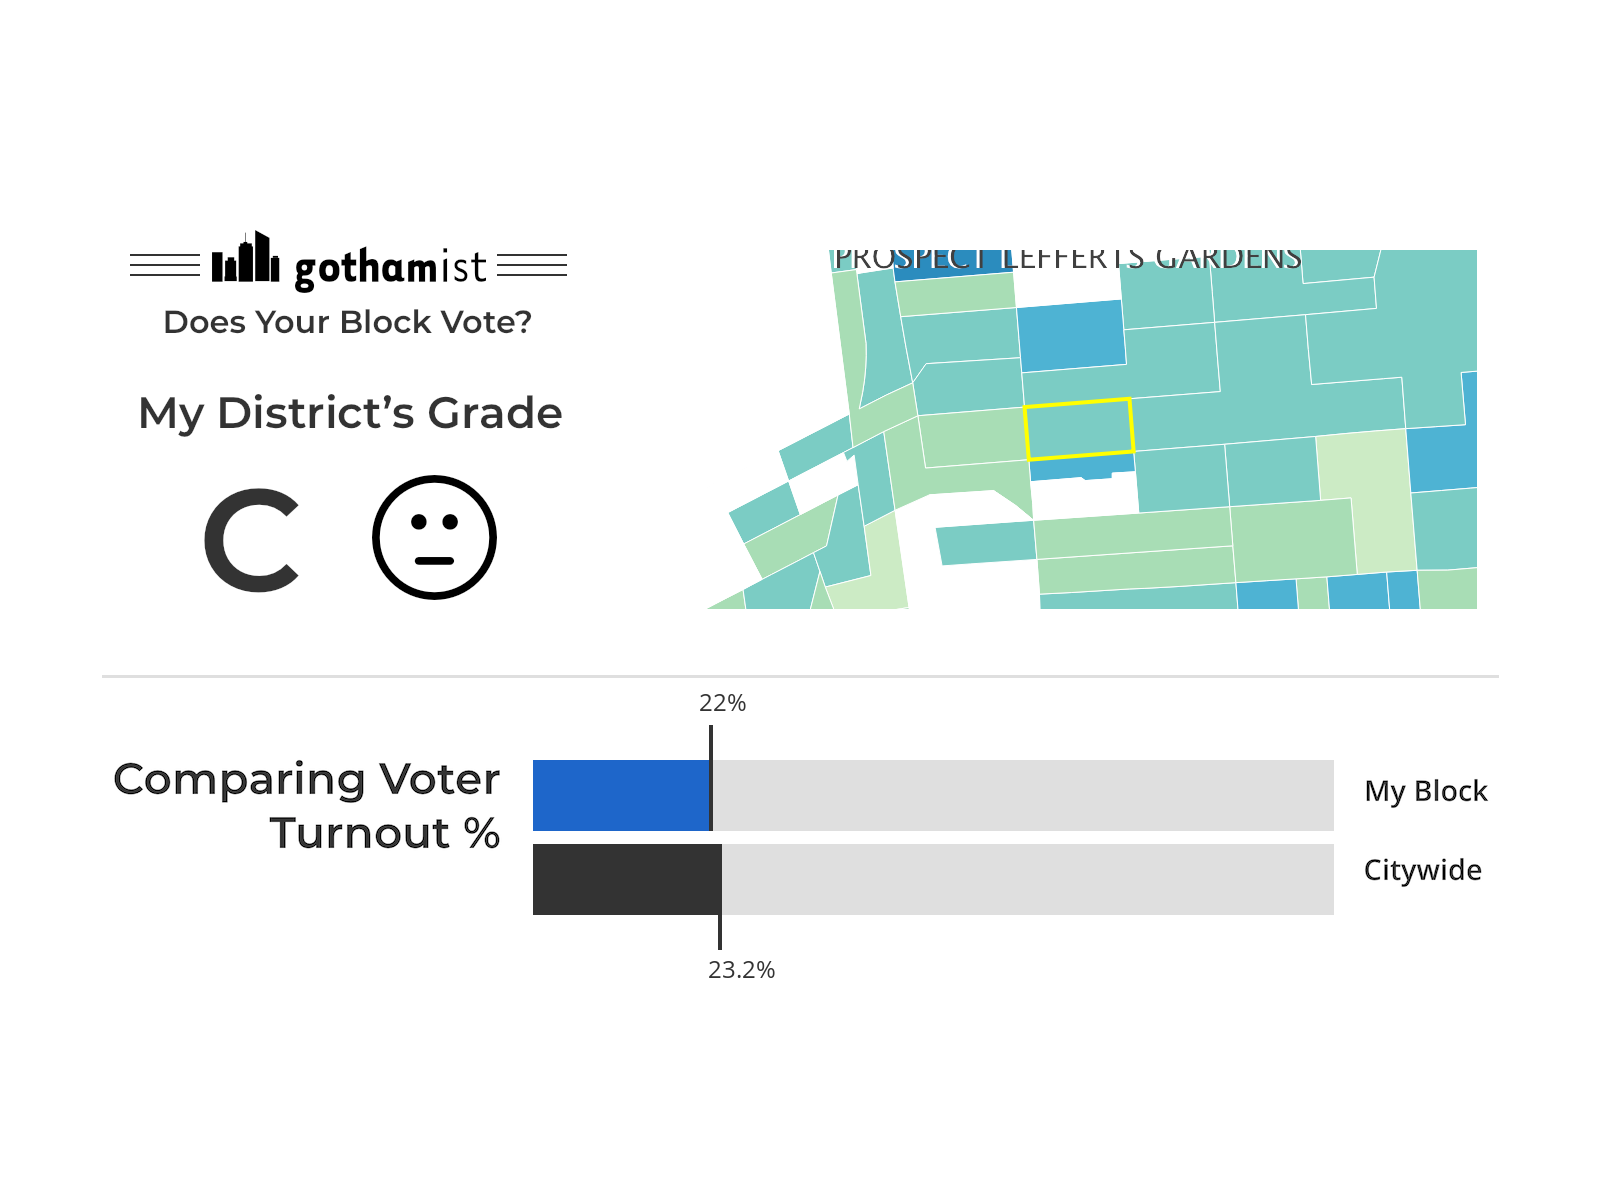 gothamist
Does Your Block Vote?
My District’s Grade
C
PROSPECT LEFFERTS GARDENS
22%
Comparing Voter
Turnout %
My Block
Citywide
23.2%